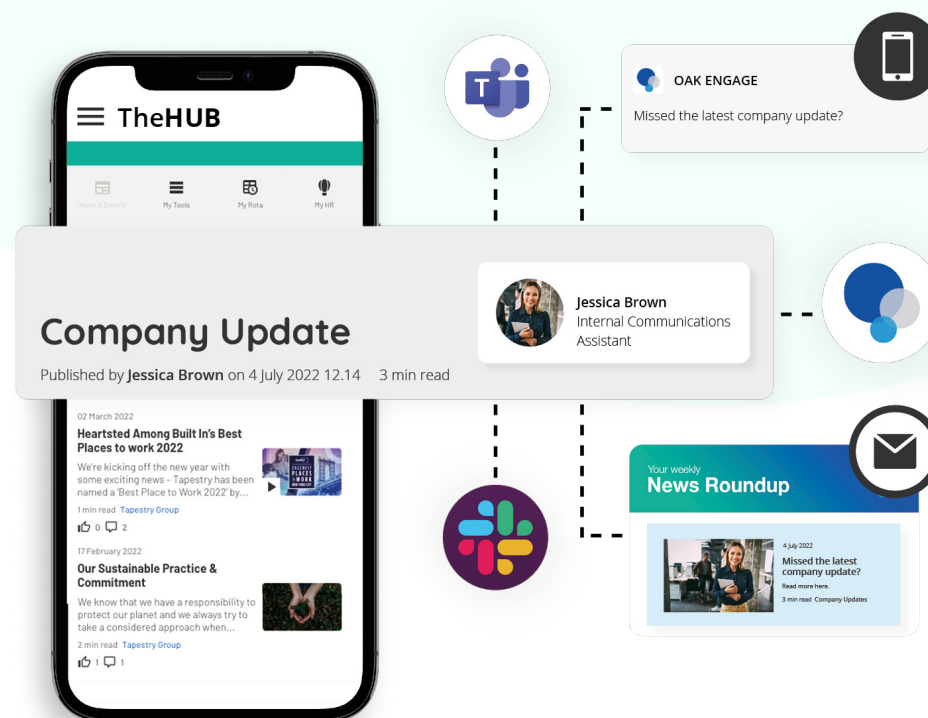 TheHUB
News & Events
My Tools
My Rota
My HR
T
OAK ENGAGE
Missed the latest company update?
Company Update
Published by Jessica Brown on 4 July 2022 12.14 3 min read
Jessica Brown
Internal Communications
Assistant
02 March 2022
Heartsted Among Built In's Best
Places to work 2022
We're kicking off the new year with
some exciting news – Tapestry has been
named a 'Best Place to Work 2022' by...
1 min read Tapestry Group
0 2
PLACES
17 February 2022
Our Sustainable Practice &
Commitment
We know that we have a responsibility to
protect our planet and we always try to
take a considered approach when...
2 min read Tapestry Group
1 1
Your weekly
News Roundup
4 July 2022
Missed the latest
company update?
Read more here.
3 min read Company Updates